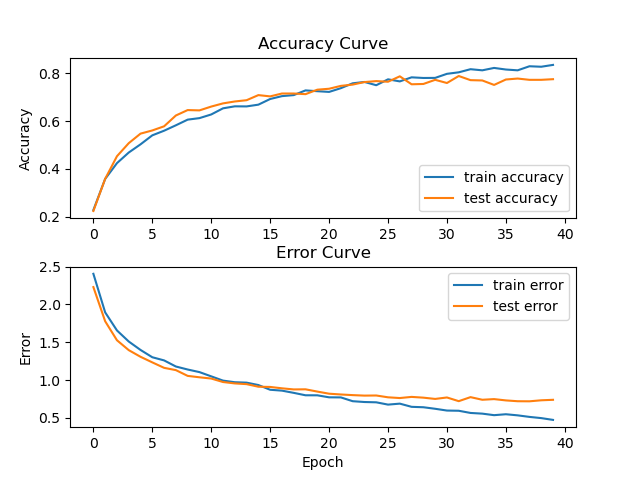 Accuracy Curve
Accuracy
0.8
0.6
0.4
0.2
train accuracy
test accuracy
0 5 10 15 20 25 30 35 40
Error Curve
Error
2.5
2.0
1.5
1.0
0.5
train error
test error
0 5 10 15 20 25 30 35 40
Epoch